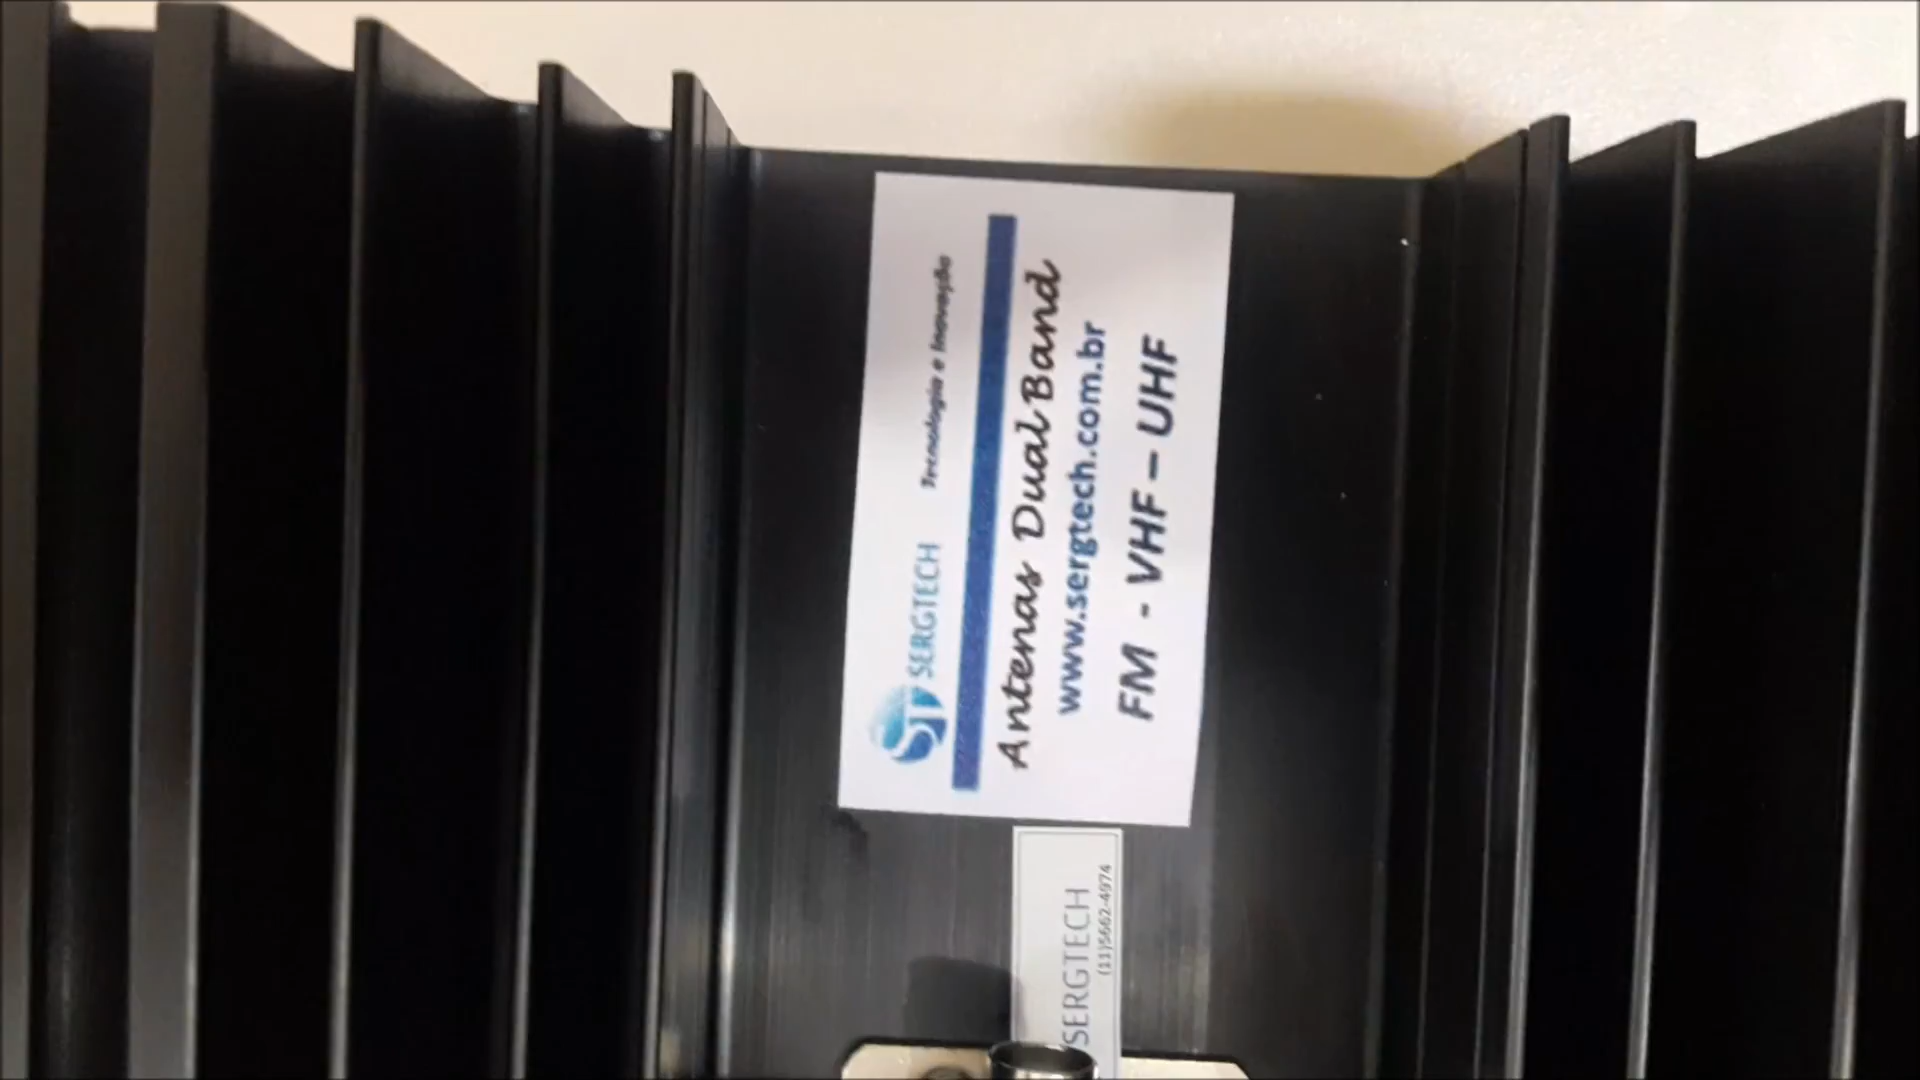 SERGTECH Tecnologia e Inovação
Antenas Dual Band
www.sergtech.com.br
FM - VHF – UHF
SERGTECH
(11)5662-4974